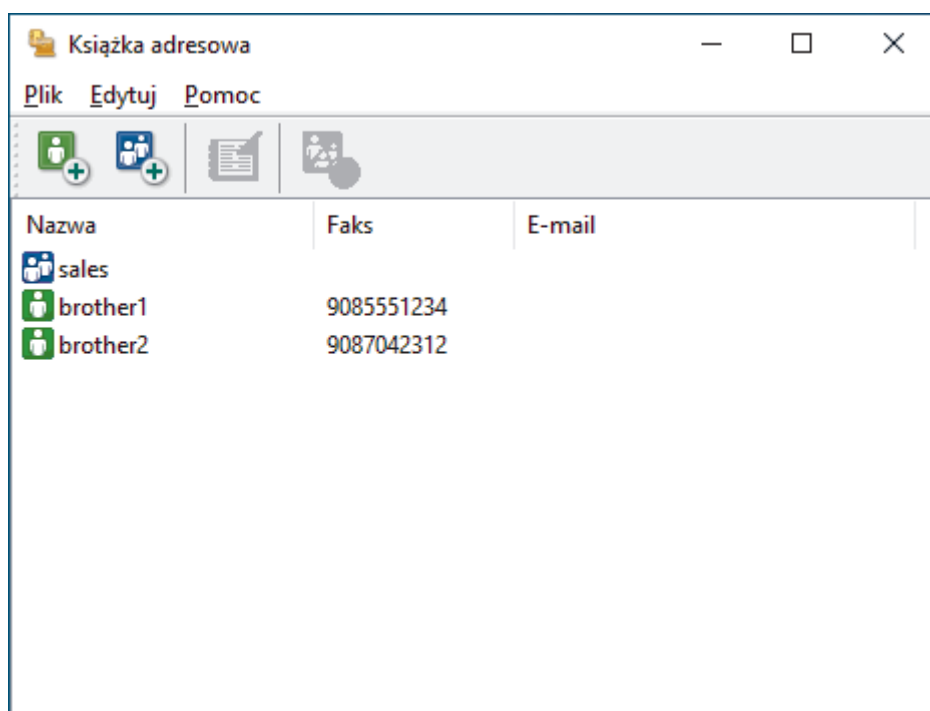 Książka adresowa
Plik Edytuj Pomoc
Nazwa Faks E-mail
sales
brother1 9085551234
brother2 9087042312